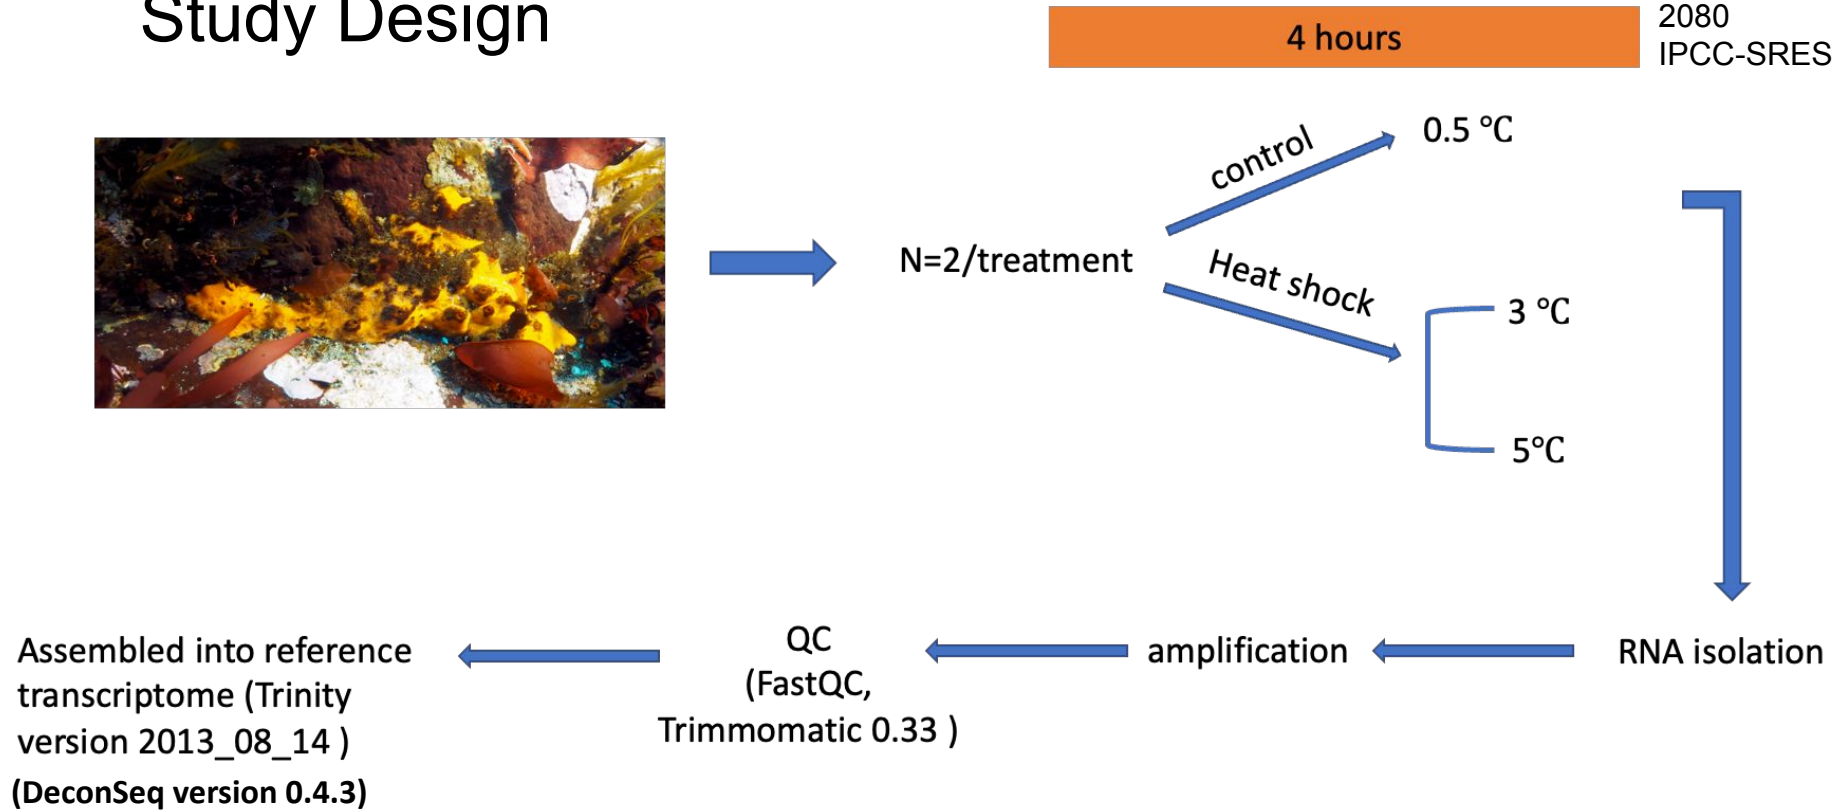 Study Design
4 hours
2080
IPCC-SRES
control
0.5 °C
N=2/treatment
Heat shock
3 °C
5°C
RNA isolation
amplification
QC
(FastQC,
Trimmomatic 0.33 )
Assembled into reference
transcriptome (Trinity
version 2013_08_14 )
(DeconSeq version 0.4.3)